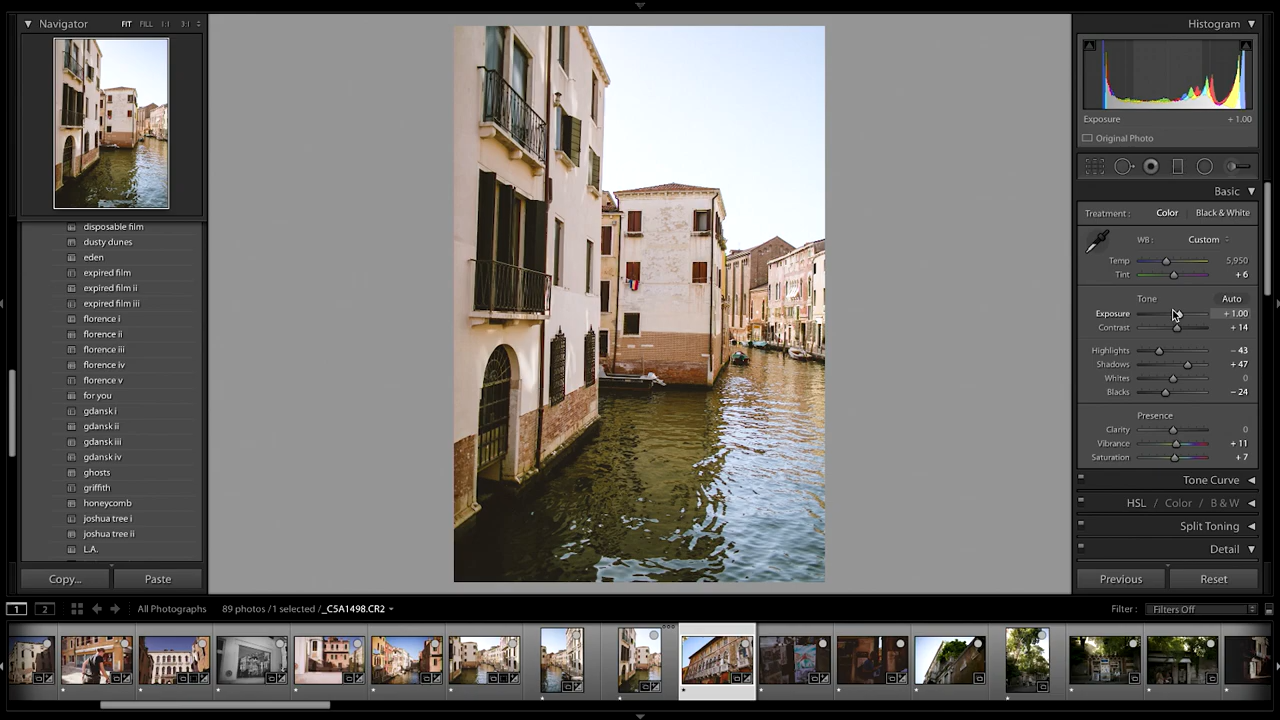 Navigator FIT FILL 1:1 3:1
disposable film
dusty dunes
eden
expired film
expired film ii
expired film iii
florence i
florence ii
florence iii
florence iv
florence v
for you
gdansk i
gdansk ii
gdansk iii
gdansk iv
ghosts
griffith
honeycomb
joshua tree i
joshua tree ii
L.A.
Copy... Paste
Histogram
Exposure + 1.00
Original Photo
Basic
Treatment : Color Black & White
WB : Custom
Temp 5,950
Tint + 6
Tone Auto
Exposure + 1.00
Contrast + 14
Highlights − 43
Shadows + 47
Whites 0
Blacks − 24
Presence
Clarity 0
Vibrance + 11
Saturation + 7
Tone Curve
HSL / Color / B & W
Split Toning
Detail
Previous Reset
1 2 All Photographs 89 photos / 1 selected / _C5A1498.CR2 Filter : Filters Off